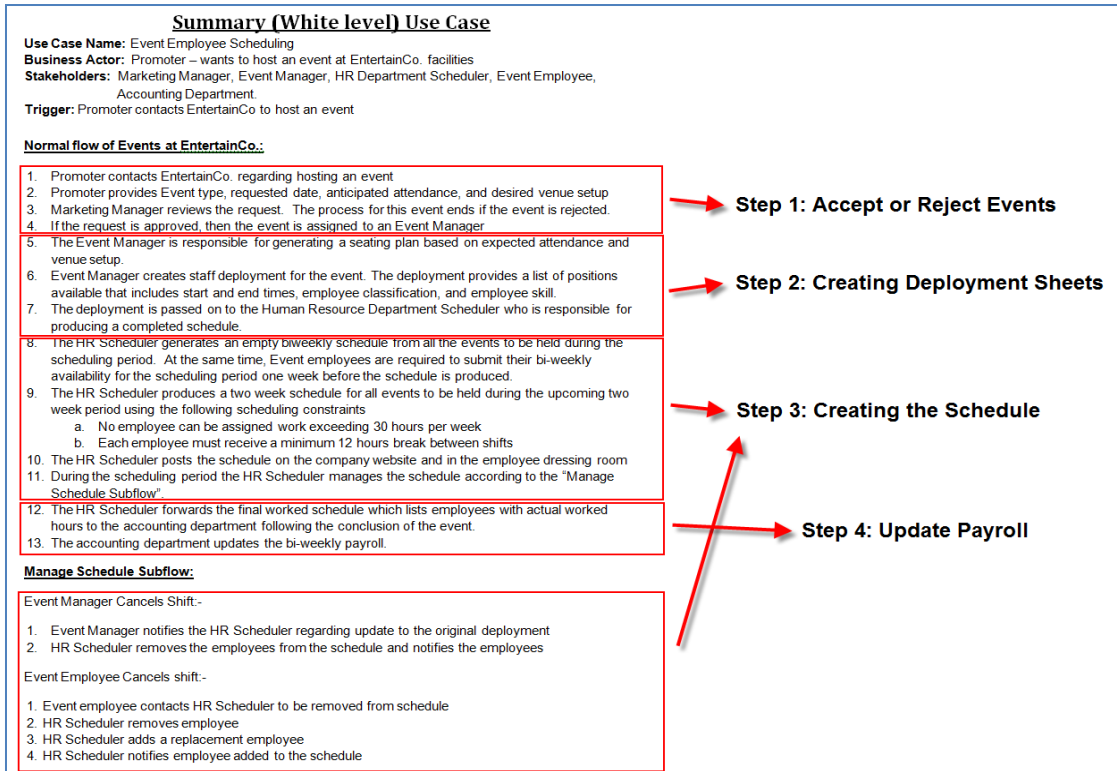 Summary (White level) Use Case
Use Case Name: Event Employee Scheduling
Business Actor: Promoter – wants to host an event at EntertainCo. facilities
Stakeholders: Marketing Manager, Event Manager, HR Department Scheduler, Event Employee,
Accounting Department.
Trigger: Promoter contacts EntertainCo to host an event
Normal flow of Events at EntertainCo.:
1. Promoter contacts EntertainCo. regarding hosting an event
2. Promoter provides Event type, requested date, anticipated attendance, and desired venue setup
3. Marketing Manager reviews the request. The process for this event ends if the event is rejected.
4. If the request is approved, then the event is assigned to an Event Manager
Step 1: Accept or Reject Events
5. The Event Manager is responsible for generating a seating plan based on expected attendance and
venue setup.
6. Event Manager creates staff deployment for the event. The deployment provides a list of positions
available that includes start and end times, employee classification, and employee skill.
7. The deployment is passed on to the Human Resource Department Scheduler who is responsible for
producing a completed schedule.
Step 2: Creating Deployment Sheets
8. The HR Scheduler generates an empty biweekly schedule from all the events to be held during the
scheduling period. At the same time, Event employees are required to submit their bi-weekly
availability for the scheduling period one week before the schedule is produced.
9. The HR Scheduler produces a two week schedule for all events to be held during the upcoming two
week period using the following scheduling constraints
a. No employee can be assigned work exceeding 30 hours per week
b. Each employee must receive a minimum 12 hours break between shifts
10. The HR Scheduler posts the schedule on the company website and in the employee dressing room
11. During the scheduling period the HR Scheduler manages the schedule according to the “Manage
Schedule Subflow”.
Step 3: Creating the Schedule
12. The HR Scheduler forwards the final worked schedule which lists employees with actual worked
hours to the accounting department following the conclusion of the event.
13. The accounting department updates the bi-weekly payroll.
Step 4: Update Payroll
Manage Schedule Subflow:
Event Manager Cancels Shift:-
1. Event Manager notifies the HR Scheduler regarding update to the original deployment
2. HR Scheduler removes the employees from the schedule and notifies the employees
Event Employee Cancels shift:-
1. Event employee contacts HR Scheduler to be removed from schedule
2. HR Scheduler removes employee
3. HR Scheduler adds a replacement employee
4. HR Scheduler notifies employee added to the schedule